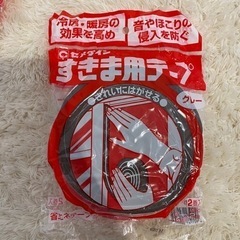 冷房・暖房の
効果を高め
音やほこりの
侵入を防ぐ
セメダイン
すきま用テープ
グレー
きれいにはがせる